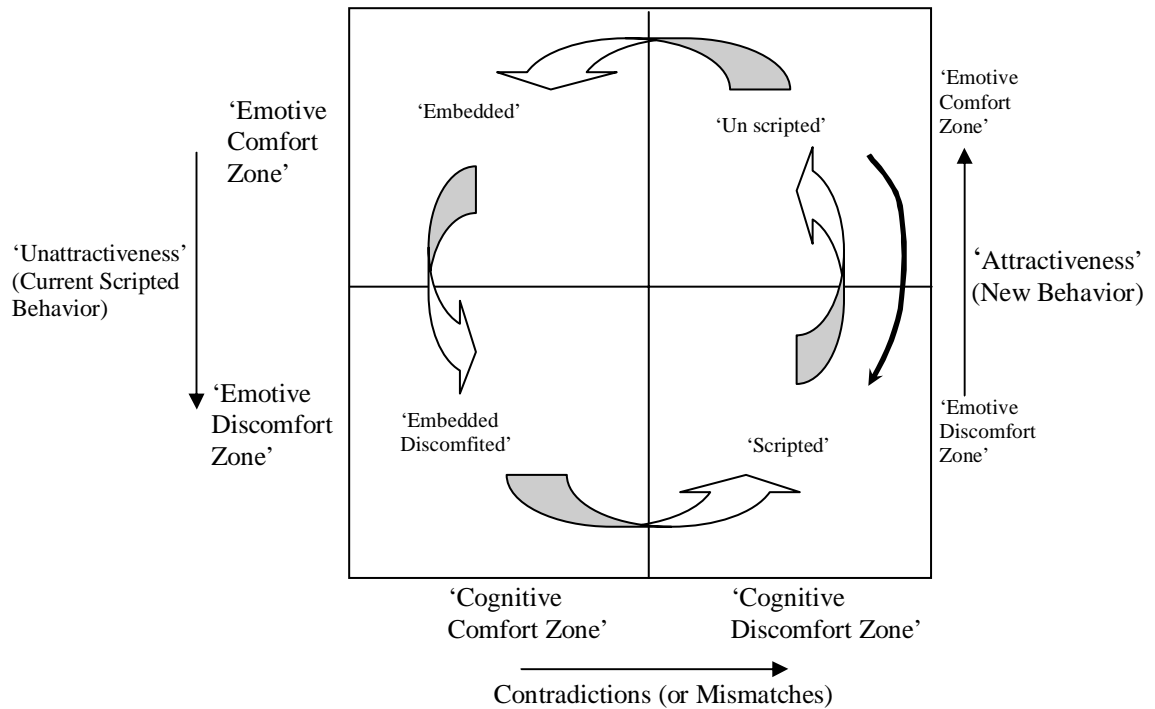 ‘Emotive
Comfort
Zone’
‘Unattractiveness’
(Current Scripted
Behavior)
‘Emotive
Discomfort
Zone’
‘Embedded’
‘Un scripted’
‘Embedded
Discomfited’
‘Scripted’
‘Emotive
Comfort
Zone’
‘Attractiveness’
(New Behavior)
‘Emotive
Discomfort
Zone’
‘Cognitive
Comfort Zone’
‘Cognitive
Discomfort Zone’
Contradictions (or Mismatches)